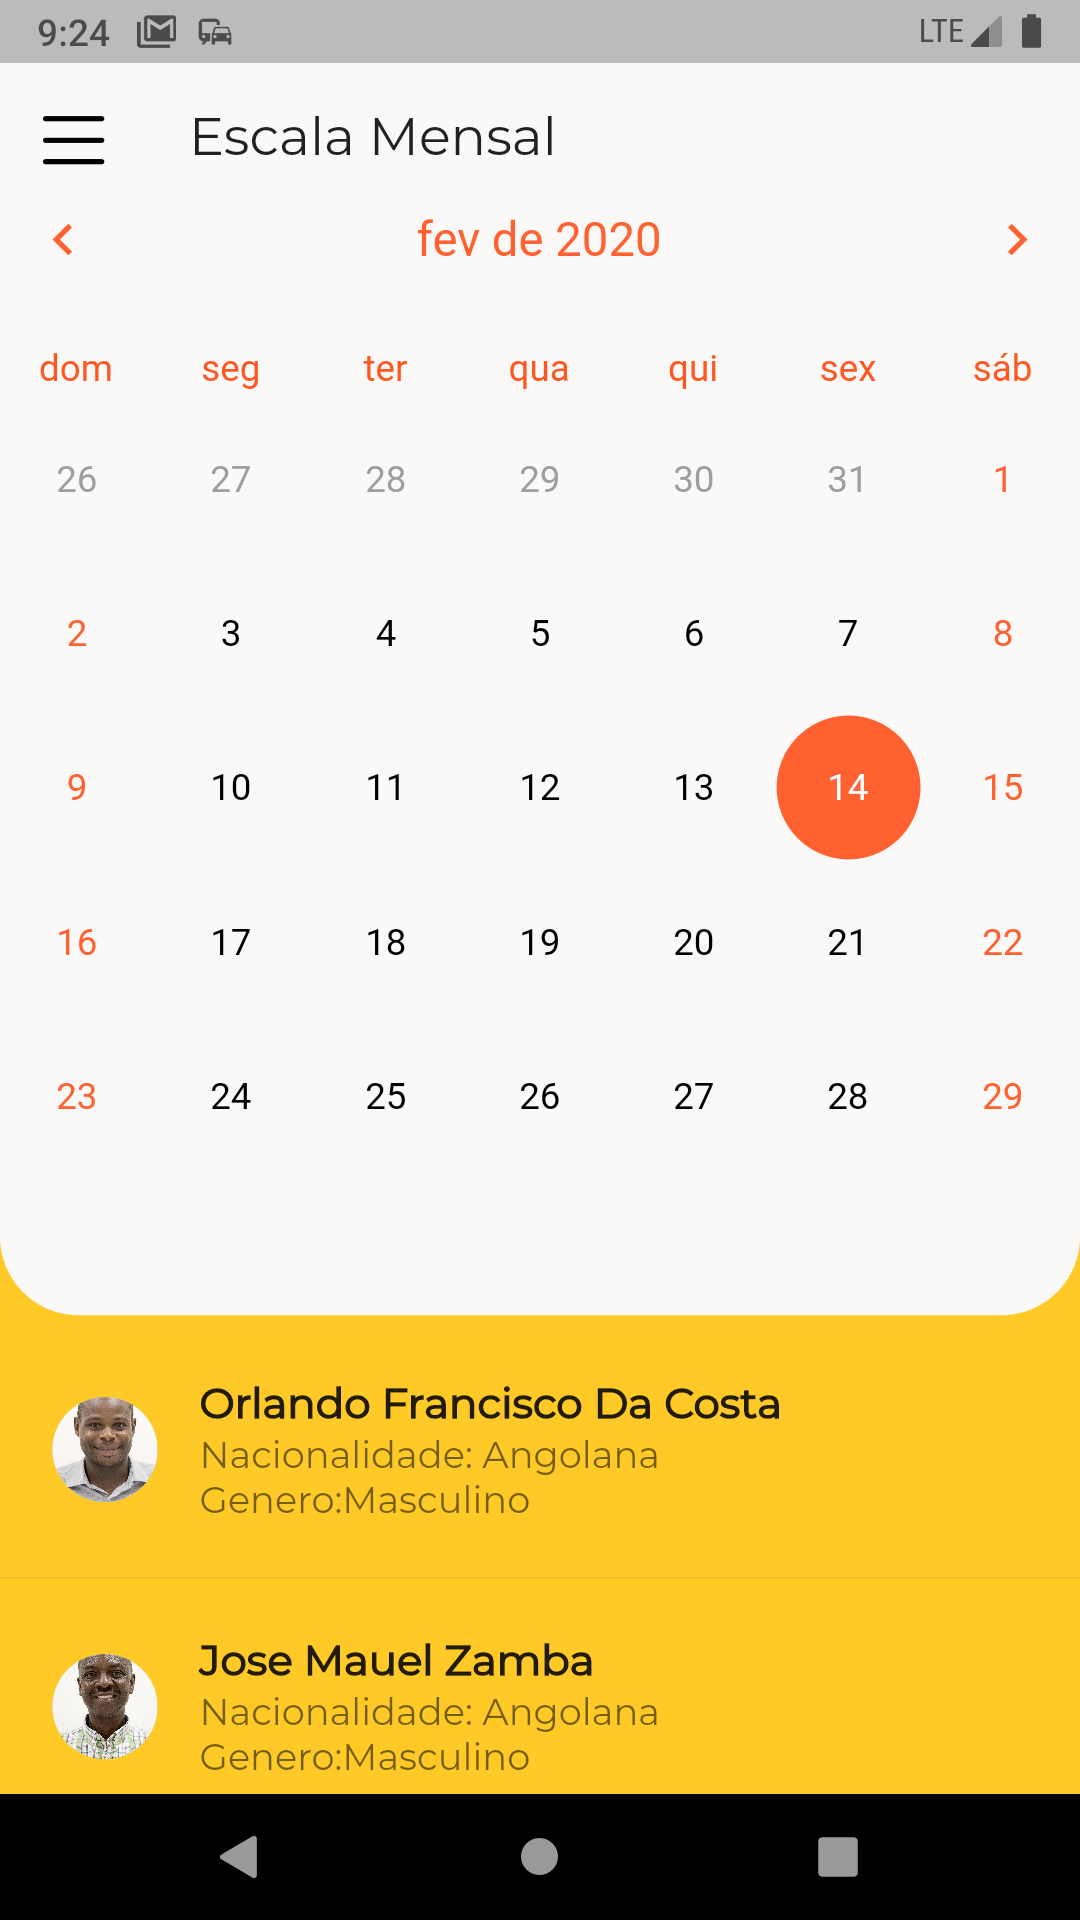 9:24 LTE
Escala Mensal
fev de 2020
dom seg ter qua qui sex sáb
26 27 28 29 30 31 1
2 3 4 5 6 7 8
9 10 11 12 13 14 15
16 17 18 19 20 21 22
23 24 25 26 27 28 29
Orlando Francisco Da Costa
Nacionalidade: Angolana
Genero:Masculino
Jose Mauel Zamba
Nacionalidade: Angolana
Genero:Masculino